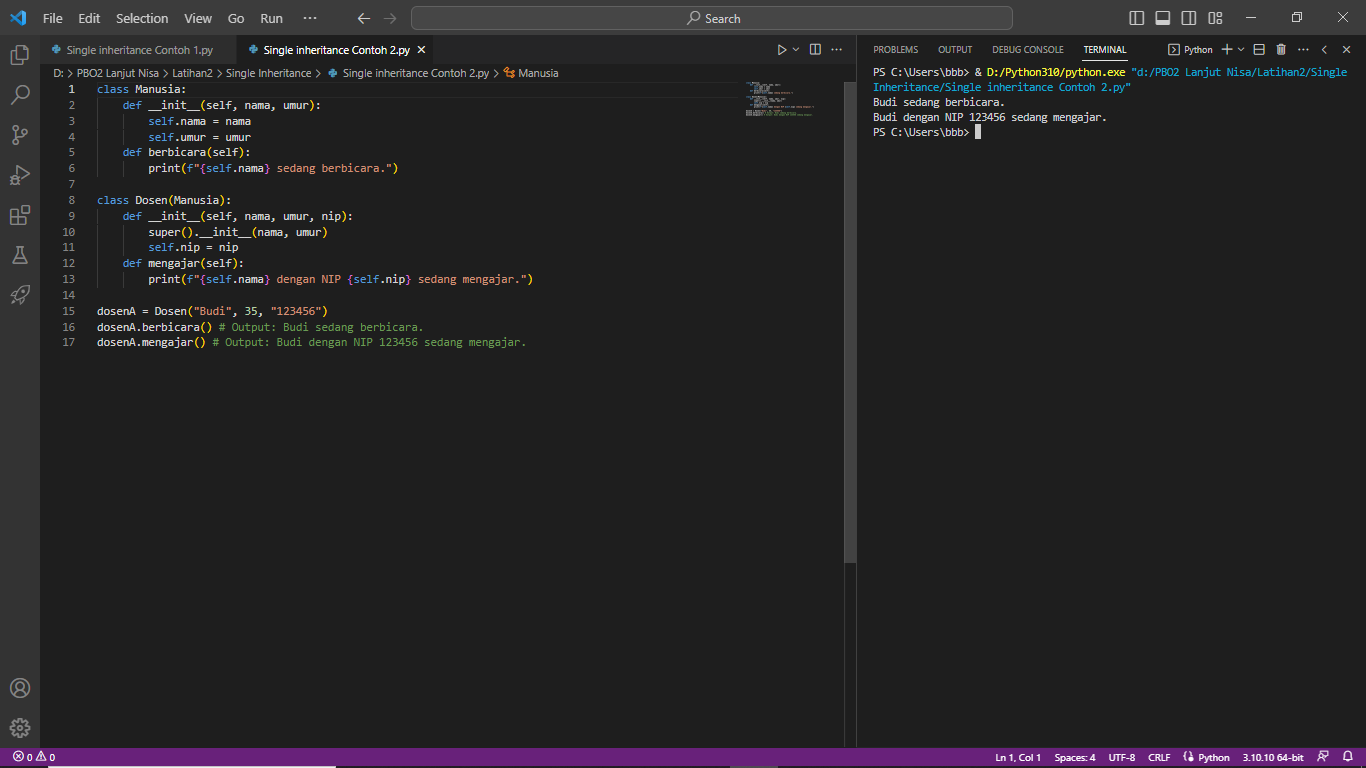 File Edit Selection View Go Run ··· Search
Single inheritance Contoh 1.py Single inheritance Contoh 2.py
D: > PBO2 Lanjut Nisa > Latihan2 > Single Inheritance > Single inheritance Contoh 2.py > Manusia
1 class Manusia:
2 def __init__(self, nama, umur):
3 self.nama = nama
4 self.umur = umur
5 def berbicara(self):
6 print(f"{self.nama} sedang berbicara.")
7
8 class Dosen(Manusia):
9 def __init__(self, nama, umur, nip):
10 super().__init__(nama, umur)
11 self.nip = nip
12 def mengajar(self):
13 print(f"{self.nama} dengan NIP {self.nip} sedang mengajar.")
14
15 dosenA = Dosen("Budi", 35, "123456")
16 dosenA.berbicara() # Output: Budi sedang berbicara.
17 dosenA.mengajar() # Output: Budi dengan NIP 123456 sedang mengajar.
PROBLEMS OUTPUT DEBUG CONSOLE TERMINAL Python
PS C:\Users\bbb> & D:/Python310/python.exe "d:/PBO2 Lanjut Nisa/Latihan2/Single
Inheritance/Single inheritance Contoh 2.py"
Budi sedang berbicara.
Budi dengan NIP 123456 sedang mengajar.
PS C:\Users\bbb>
0 0 Ln 1, Col 1 Spaces: 4 UTF-8 CRLF Python 3.10.10 64-bit